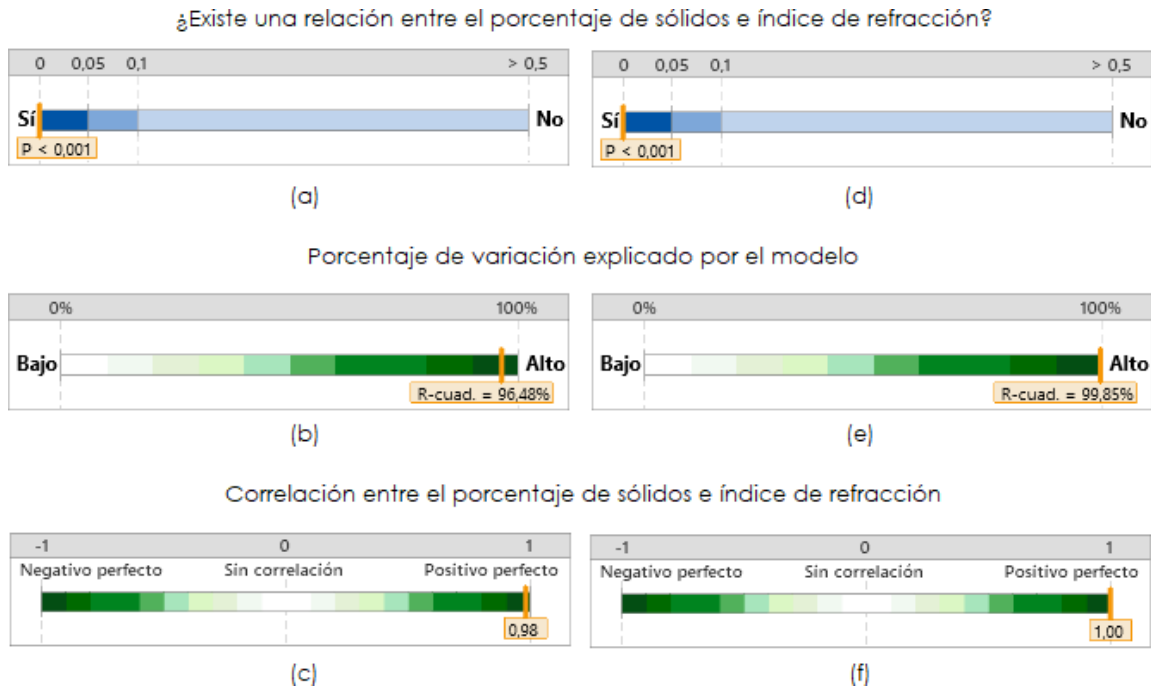 ¿Existe una relación entre el porcentaje de sólidos e índice de refracción?
0 0,05 0,1 > 0,5
Sí No
P < 0,001
(a)
0 0,05 0,1 > 0,5
Sí No
P < 0,001
(d)
Porcentaje de variación explicado por el modelo
0% 100%
Bajo Alto
R-cuad. = 96,48%
(b)
0% 100%
Bajo Alto
R-cuad. = 99,85%
(e)
Correlación entre el porcentaje de sólidos e índice de refracción
-1 0 1
Negativo perfecto Sin correlación Positivo perfecto
0,98
(c)
-1 0 1
Negativo perfecto Sin correlación Positivo perfecto
1,00
(f)